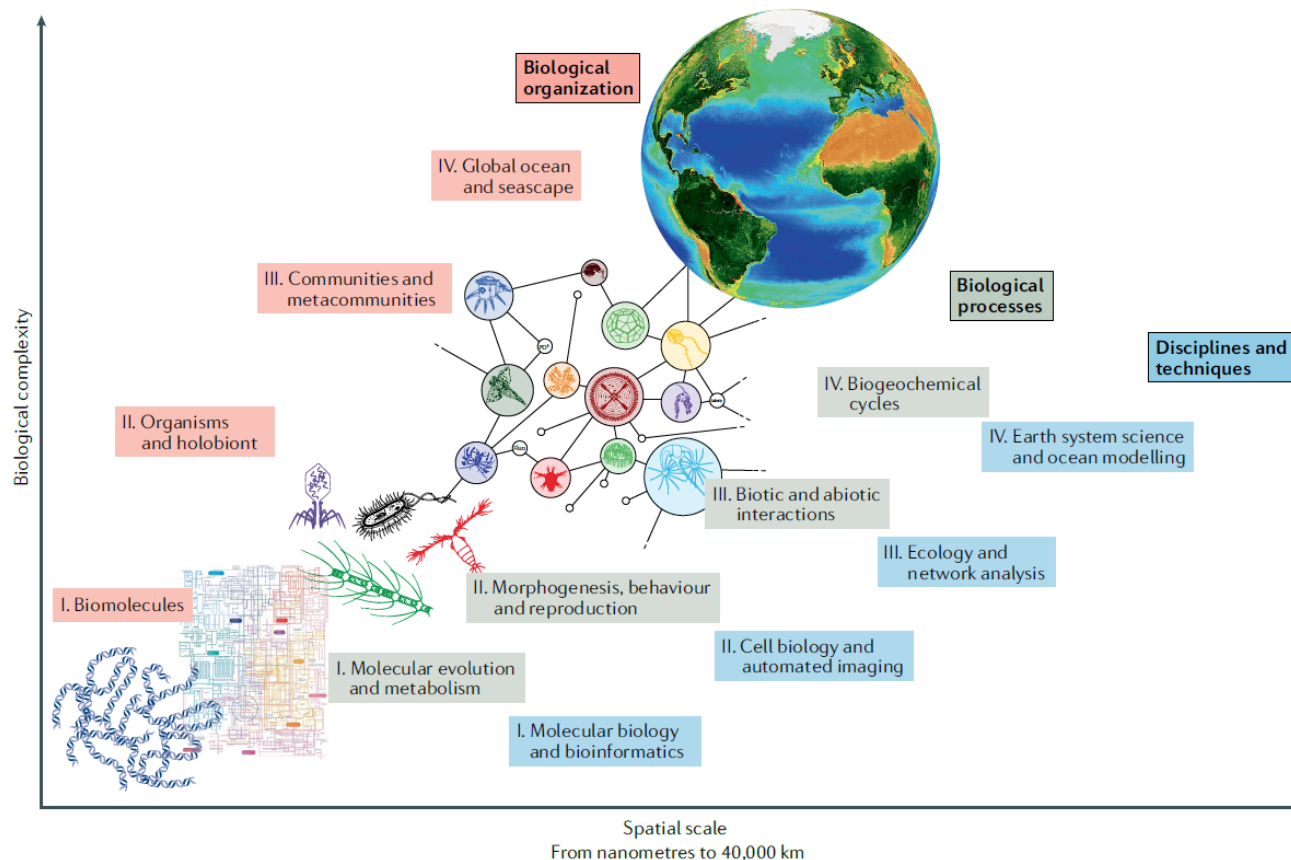 Biological
organization
IV. Global ocean
and seascape
III. Communities and
metacommunities
II. Organisms
and holobiont
I. Biomolecules
Biological
processes
IV. Biogeochemical
cycles
III. Biotic and abiotic
interactions
II. Morphogenesis, behaviour
and reproduction
I. Molecular evolution
and metabolism
Disciplines and
techniques
IV. Earth system science
and ocean modelling
III. Ecology and
network analysis
II. Cell biology and
automated imaging
I. Molecular biology
and bioinformatics
Biological complexity
Spatial scale
From nanometres to 40,000 km